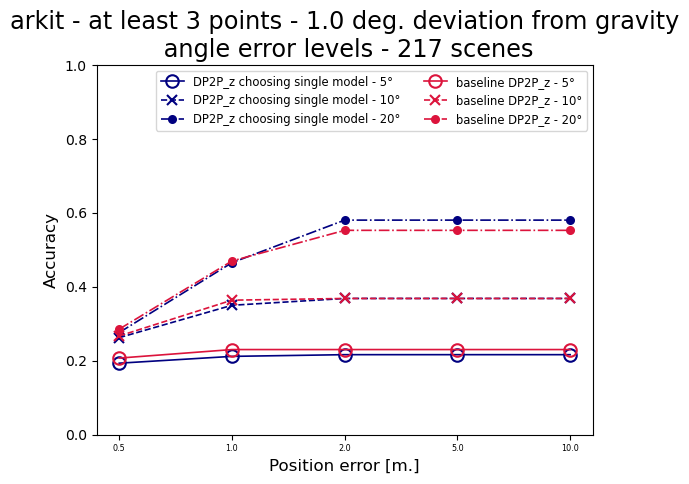 arkit - at least 3 points - 1.0 deg. deviation from gravity
angle error levels - 217 scenes
DP2P_z choosing single model - 5°
DP2P_z choosing single model - 10°
DP2P_z choosing single model - 20°
baseline DP2P_z - 5°
baseline DP2P_z - 10°
baseline DP2P_z - 20°
Accuracy
1.0
0.8
0.6
0.4
0.2
0.0
0.5 1.0 2.0 5.0 10.0
Position error [m.]